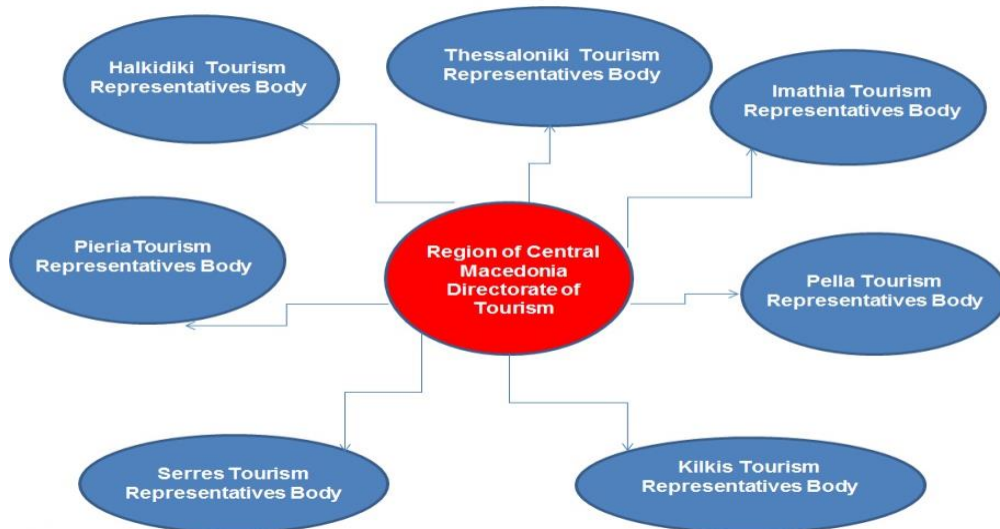 Halkidiki Tourism
Representatives Body
Thessaloniki Tourism
Representatives Body
Imathia Tourism
Representatives Body
Pieria Tourism
Representatives Body
Region of Central
Macedonia
Directorate of
Tourism
Pella Tourism
Representatives Body
Serres Tourism
Representatives Body
Kilkis Tourism
Representatives Body